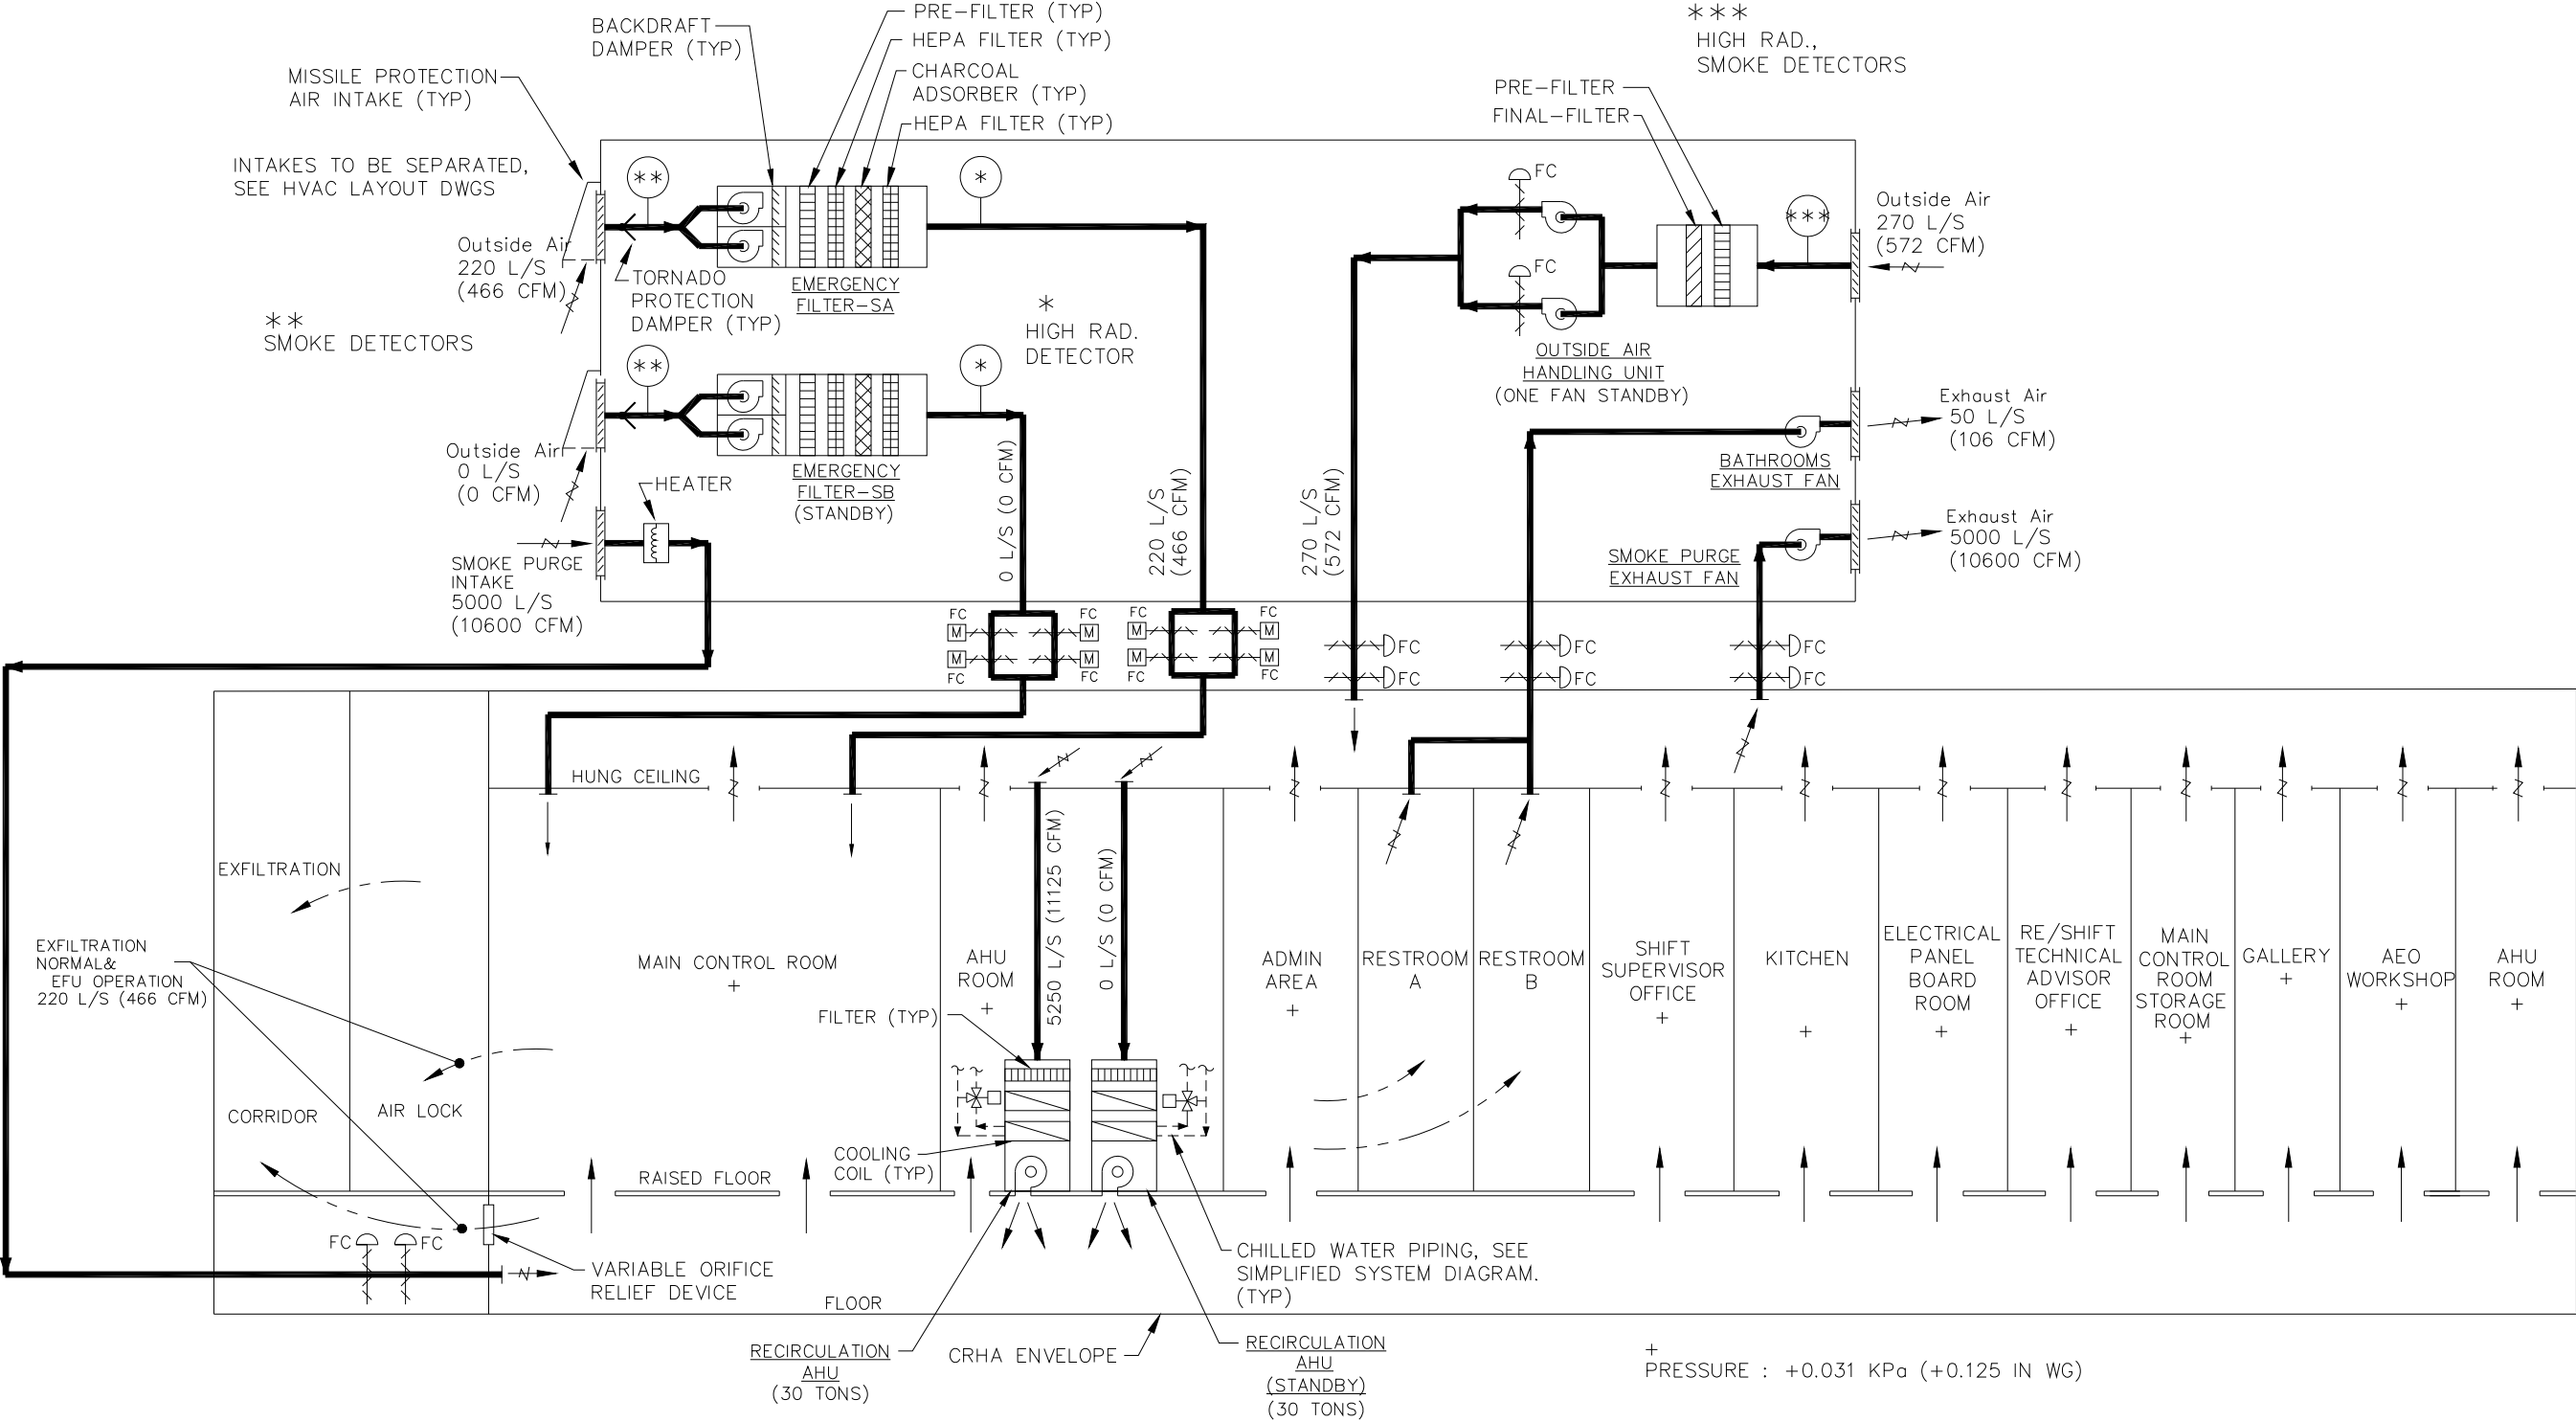 BACKDRAFT
DAMPER (TYP)
PRE-FILTER (TYP)
HEPA FILTER (TYP)
CHARCOAL
ADSORBER (TYP)
HEPA FILTER (TYP)
MISSILE PROTECTION
AIR INTAKE (TYP)
INTAKES TO BE SEPARATED,
SEE HVAC LAYOUT DWGS
***
HIGH RAD.,
SMOKE DETECTORS
PRE-FILTER
FINAL-FILTER
**
*
FC
***
Outside Air
270 L/S
(572 CFM)
Outside Air
220 L/S
(466 CFM)
TORNADO
PROTECTION
DAMPER (TYP)
EMERGENCY
FILTER-SA
*
HIGH RAD.
DETECTOR
FC
**
SMOKE DETECTORS
OUTSIDE AIR
HANDLING UNIT
(ONE FAN STANDBY)
**
*
Outside Air
0 L/S
(0 CFM)
EMERGENCY
FILTER-SB
(STANDBY)
Exhaust Air
50 L/S
(106 CFM)
BATHROOMS
EXHAUST FAN
HEATER
SMOKE PURGE
INTAKE
5000 L/S
(10600 CFM)
0 L/S (0 CFM)
220 L/S
(466 CFM)
270 L/S
(572 CFM)
SMOKE PURGE
EXHAUST FAN
Exhaust Air
5000 L/S
(10600 CFM)
FC FC FC FC
M M M M
M M M M
FC FC FC FC
FC FC FC
FC FC FC
HUNG CEILING
EXFILTRATION
EXFILTRATION
NORMAL&
EFU OPERATION
220 L/S (466 CFM)
CORRIDOR
AIR LOCK
MAIN CONTROL ROOM
+
AHU
ROOM
+
5250 L/S (11125 CFM)
0 L/S (0 CFM)
FILTER (TYP)
COOLING
COIL (TYP)
ADMIN
AREA
+
RESTROOM
A
RESTROOM
B
SHIFT
SUPERVISOR
OFFICE
+
KITCHEN
+
ELECTRICAL
PANEL
BOARD
ROOM
+
RE/SHIFT
TECHNICAL
ADVISOR
OFFICE
+
MAIN
CONTROL
ROOM
STORAGE
ROOM
+
GALLERY
+
AEO
WORKSHOP
+
AHU
ROOM
+
RAISED FLOOR
FC FC
VARIABLE ORIFICE
RELIEF DEVICE
FLOOR
CHILLED WATER PIPING, SEE
SIMPLIFIED SYSTEM DIAGRAM.
(TYP)
RECIRCULATION
AHU
(30 TONS)
CRHA ENVELOPE
RECIRCULATION
AHU
(STANDBY)
(30 TONS)
+
PRESSURE : +0.031 KPa (+0.125 IN WG)